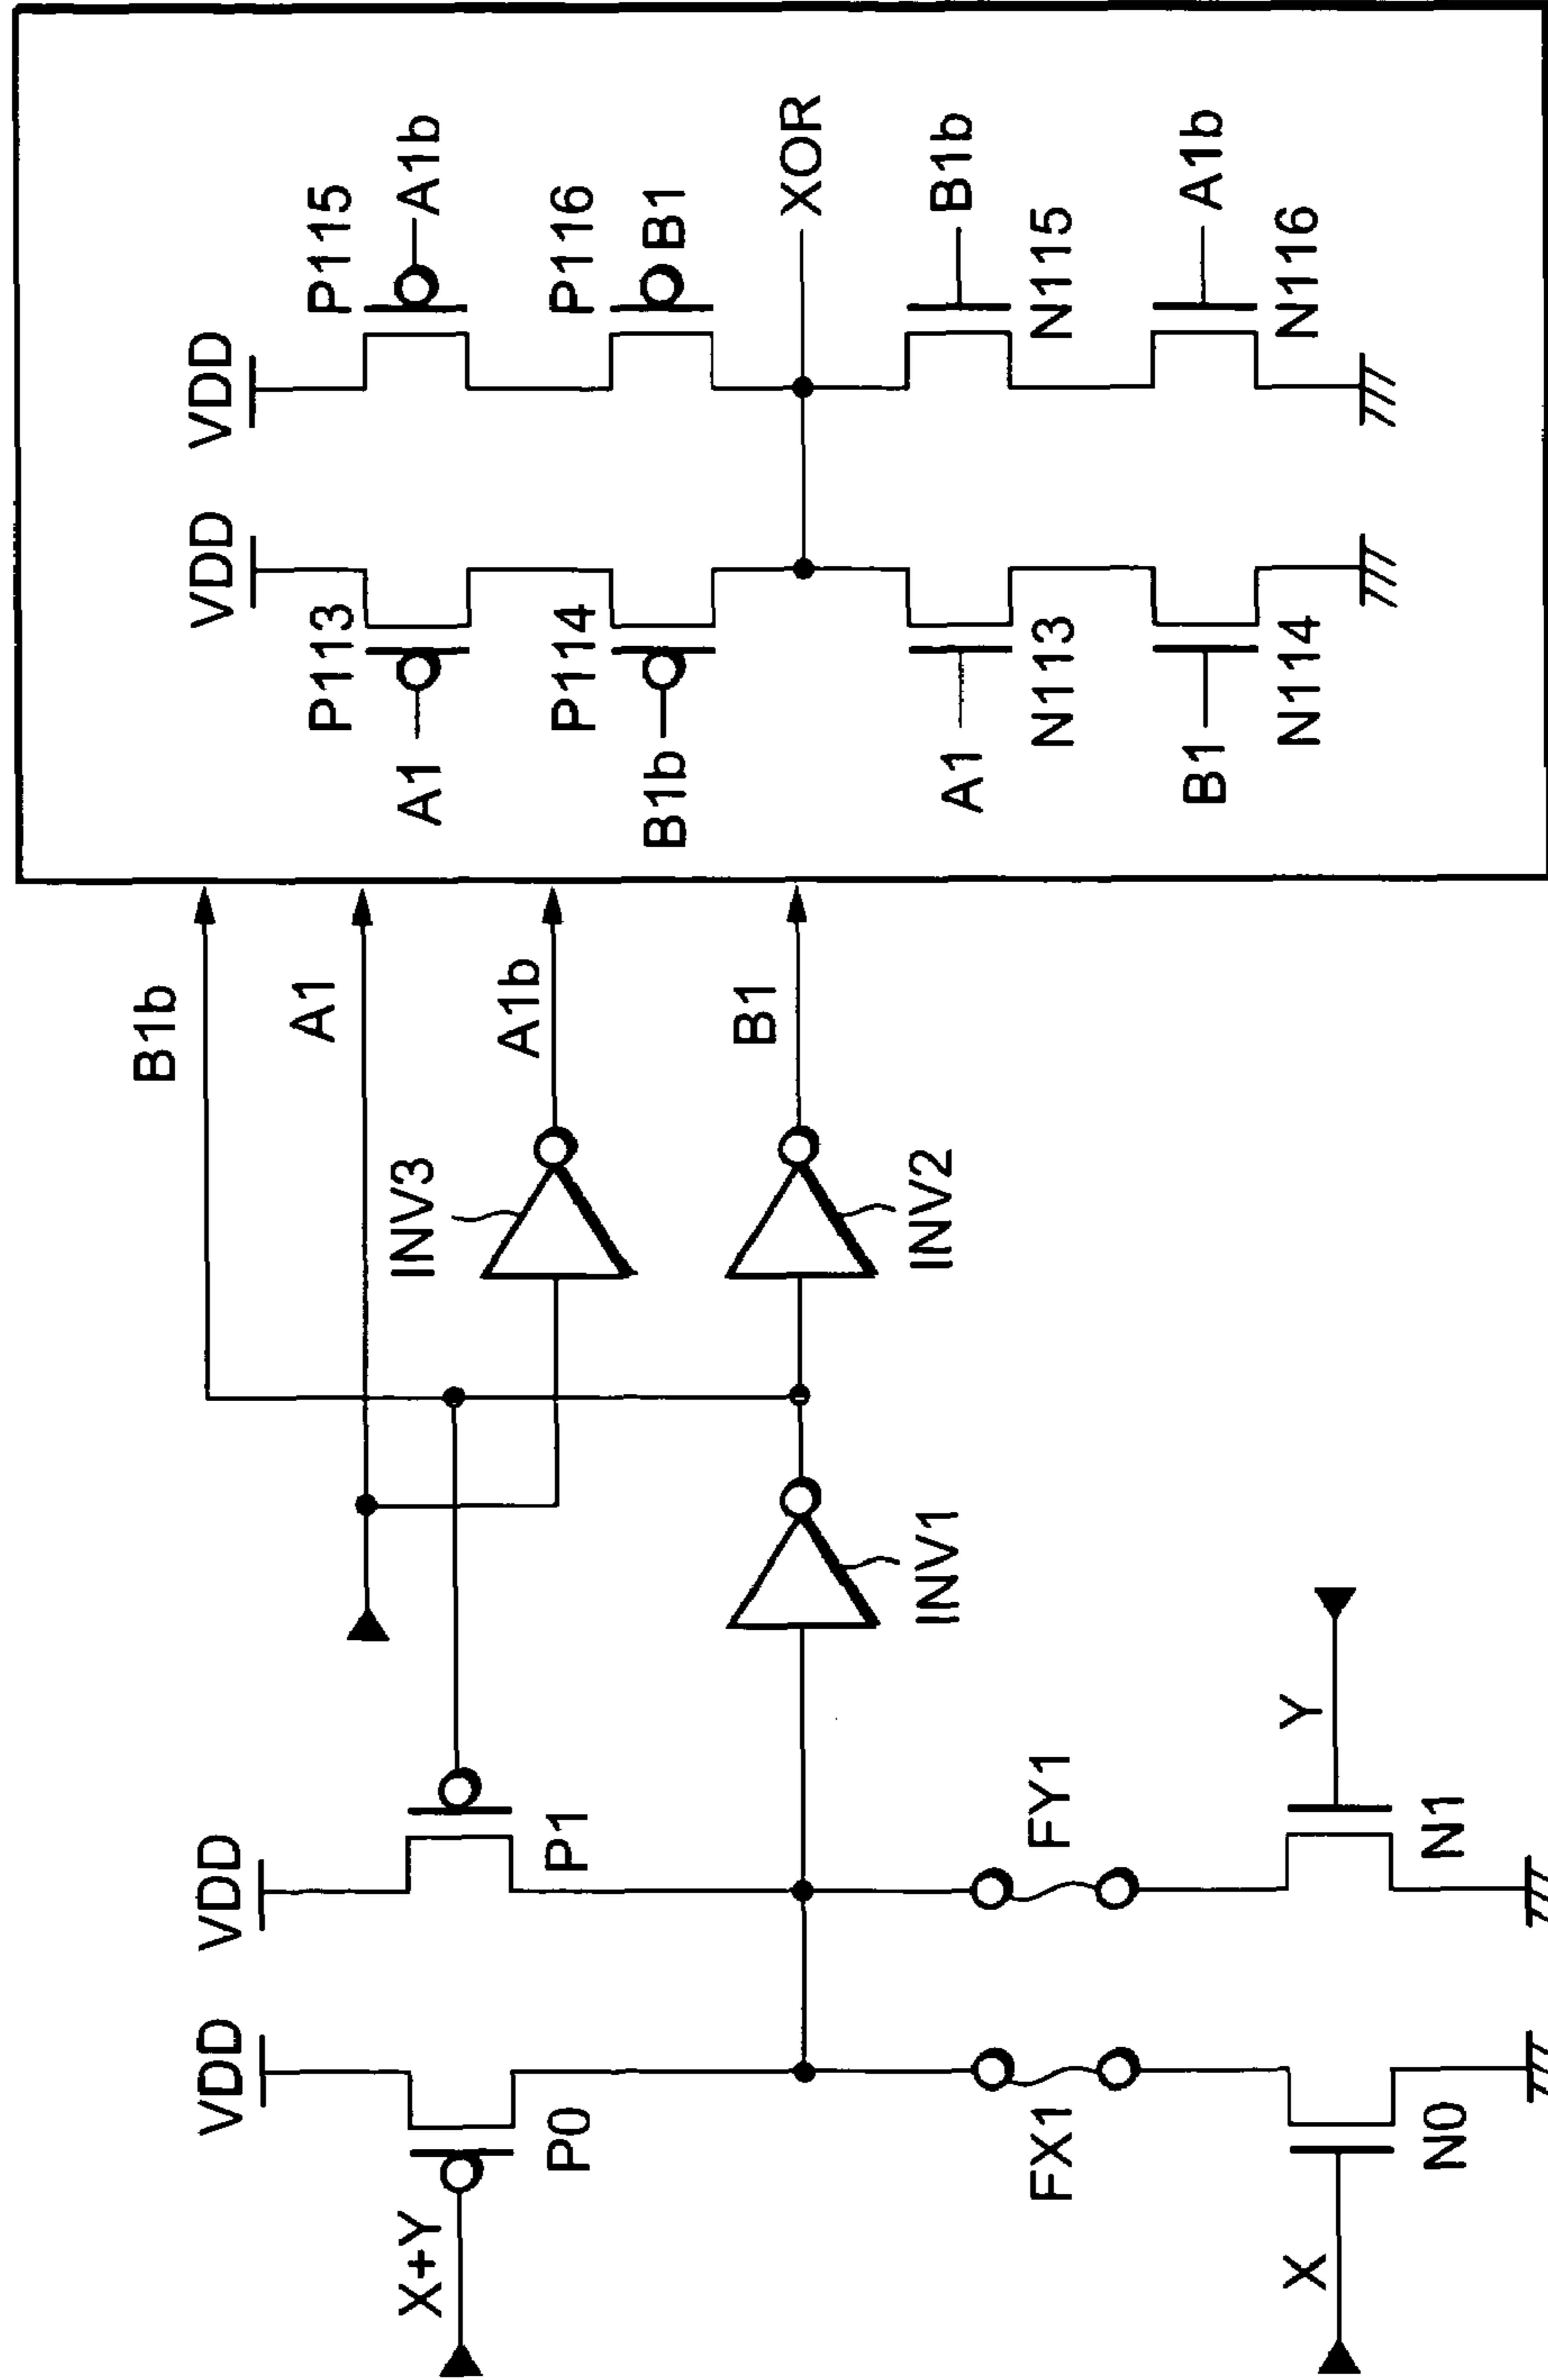 X+Y
X
VDD
P0
FX1
N0
VDD
P1
FY1
N1
Y
INV1
INV3
INV2
B1b
A1
A1b
B1
VDD
P113
A1
P114
B1b
A1
N113
B1
N114
VDD
P115
A1b
P116
B1
XOR
B1b
N115
A1b
N116